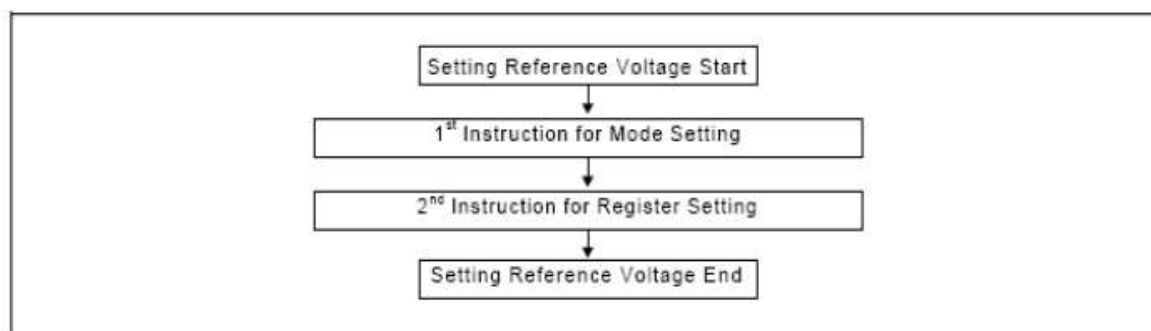 Setting Reference Voltage Start
1st Instruction for Mode Setting
2nd Instruction for Register Setting
Setting Reference Voltage End